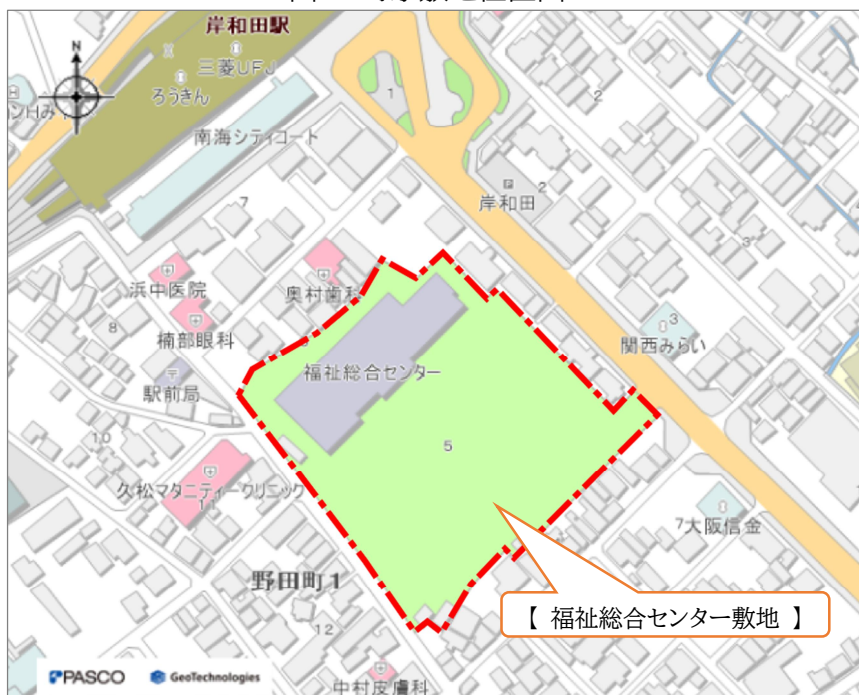 岸和田駅
N
三菱UFJ
ろうきん
南海シティコート
1
2
2
岸和田
7
3
浜中医院
奥村歯科
楠部眼科
8
3
関西みらい
駅前局
福祉総合センター
10
5
久松マタニティークリニック
11
7
大阪信金
野田町1
【 福祉総合センター敷地 】
12
中村皮膚科
PASCO
GeoTechnologies